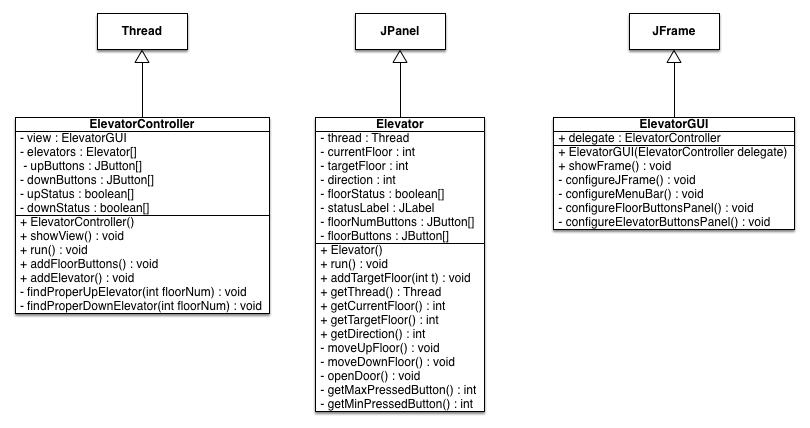 Thread
JPanel
JFrame
ElevatorController
- view : ElevatorGUI
- elevators : Elevator[]
- upButtons : JButton[]
- downButtons : JButton[]
- upStatus : boolean[]
- downStatus : boolean[]
+ ElevatorController()
+ showView() : void
+ run() : void
+ addFloorButtons() : void
+ addElevator() : void
- findProperUpElevator(int floorNum) : void
- findProperDownElevator(int floorNum) : void
Elevator
- thread : Thread
- currentFloor : int
- targetFloor : int
- direction : int
- floorStatus : boolean[]
- statusLabel : JLabel
- floorNumButtons : JButton[]
- floorButtons : JButton[]
+ Elevator()
+ run() : void
+ addTargetFloor(int t) : void
+ getThread() : Thread
+ getCurrentFloor() : int
+ getTargetFloor() : int
+ getDirection() : int
- moveUpFloor() : void
- moveDownFloor() : void
- openDoor() : void
- getMaxPressedButton() : int
- getMinPressedButton() : int
ElevatorGUI
+ delegate : ElevatorController
+ ElevatorGUI(ElevatorController delegate)
+ showFrame() : void
- configureJFrame() : void
- configureMenuBar() : void
- configureFloorButtonsPanel() : void
- configureElevatorButtonsPanel() : void